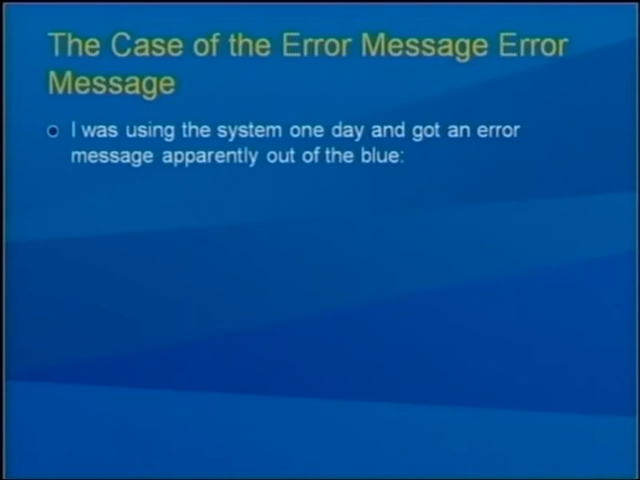 The Case of the Error Message Error
Message
I was using the system one day and got an error
message apparently out of the blue: